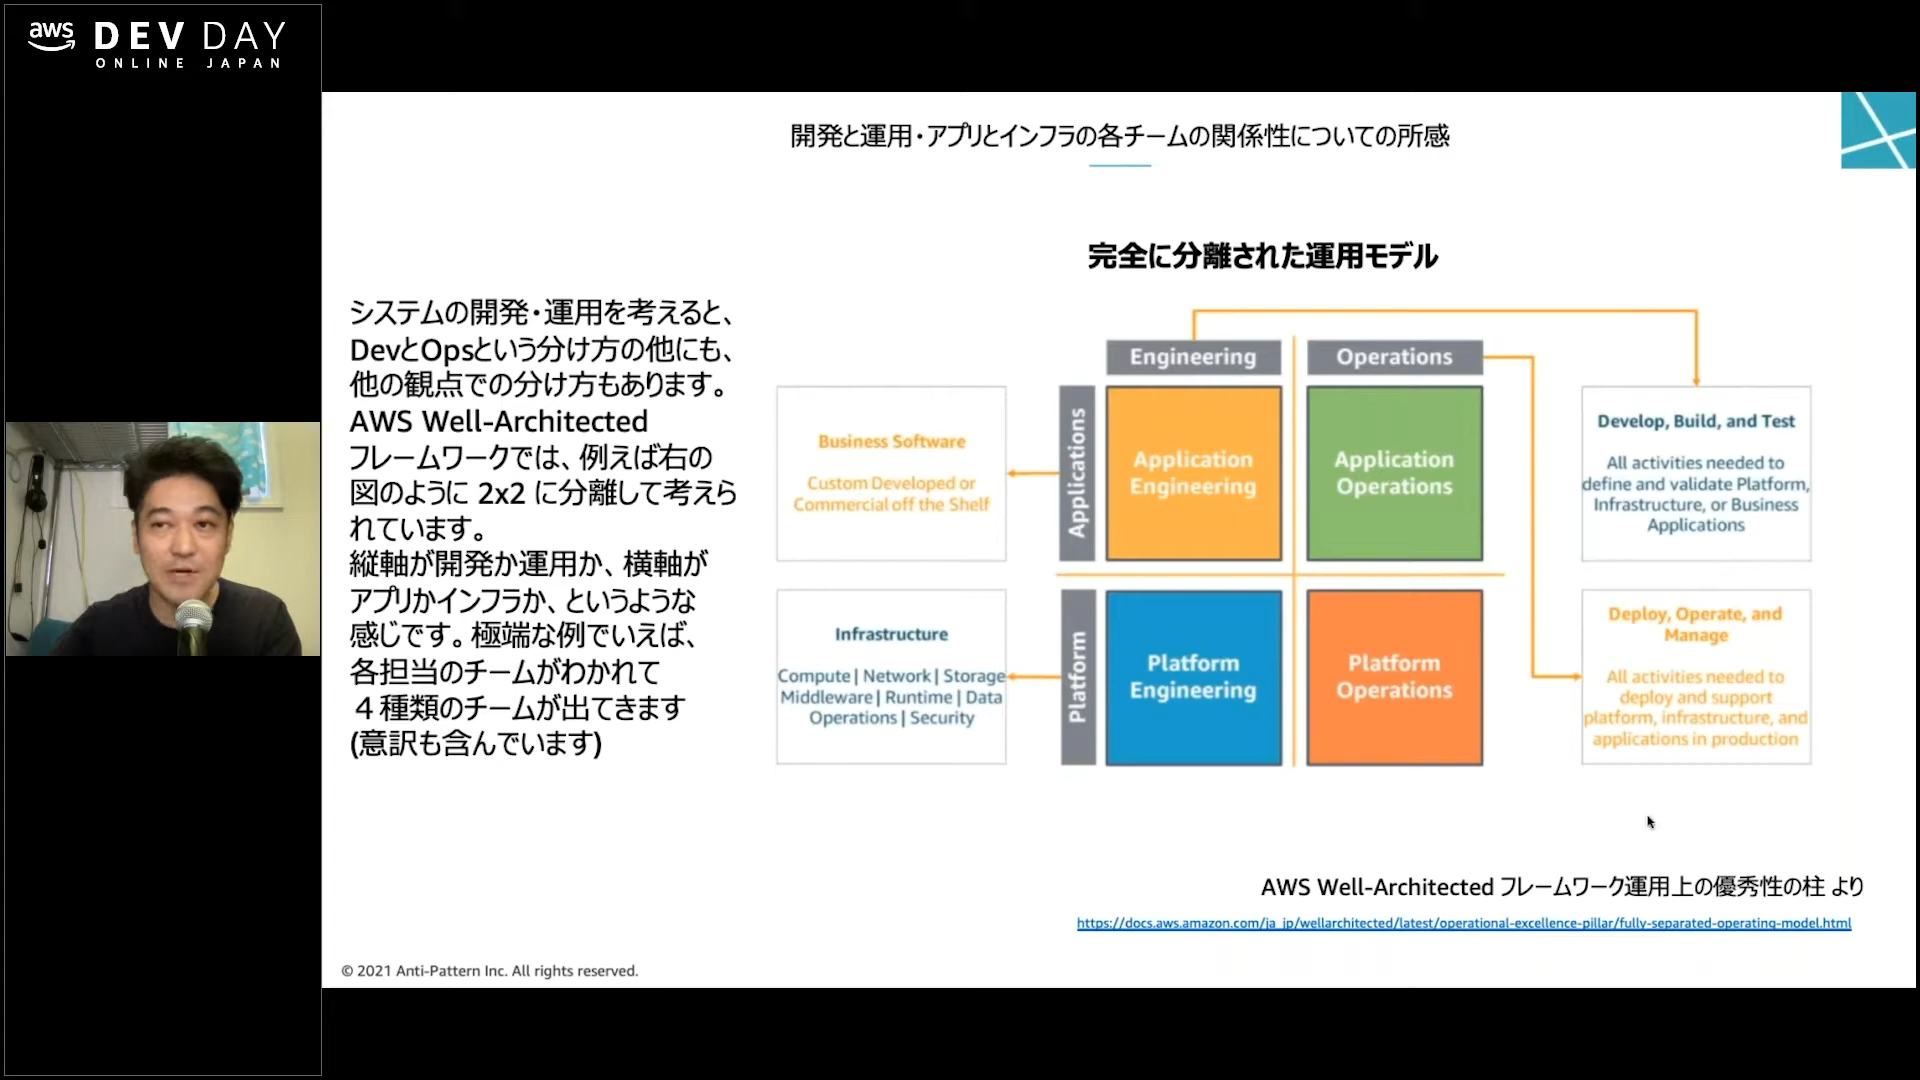 aws DEV DAY
ONLINE JAPAN
開発と運用・アプリとインフラの各チームの関係性についての所感
システムの開発・運用を考えると、
DevとOpsという分け方の他にも、
他の観点での分け方もあります。
AWS Well-Architected
フレームワークでは、例えば右の
図のように 2x2 に分離して考えら
れています。
縦軸が開発か運用か、横軸が
アプリかインフラか、というような
感じです。極端な例でいえば、
各担当のチームがわかれて
４種類のチームが出てきます
(意訳も含んでいます)
完全に分離された運用モデル
Engineering
Operations
Business Software
Custom Developed or
Commercial off the Shelf
Applications
Application
Engineering
Application
Operations
Develop, Build, and Test
All activities needed to
define and validate Platform,
Infrastructure, or Business
Applications
Infrastructure
Compute | Network | Storage
Middleware | Runtime | Data
Operations | Security
Platform
Platform
Engineering
Platform
Operations
Deploy, Operate, and
Manage
All activities needed to
deploy and support
platform, infrastructure, and
applications in production
AWS Well-Architected フレームワーク運用上の優秀性の柱 より
https://docs.aws.amazon.com/ja_jp/wellarchitected/latest/operational-excellence-pillar/fully-separated-operating-model.html
© 2021 Anti-Pattern Inc. All rights reserved.